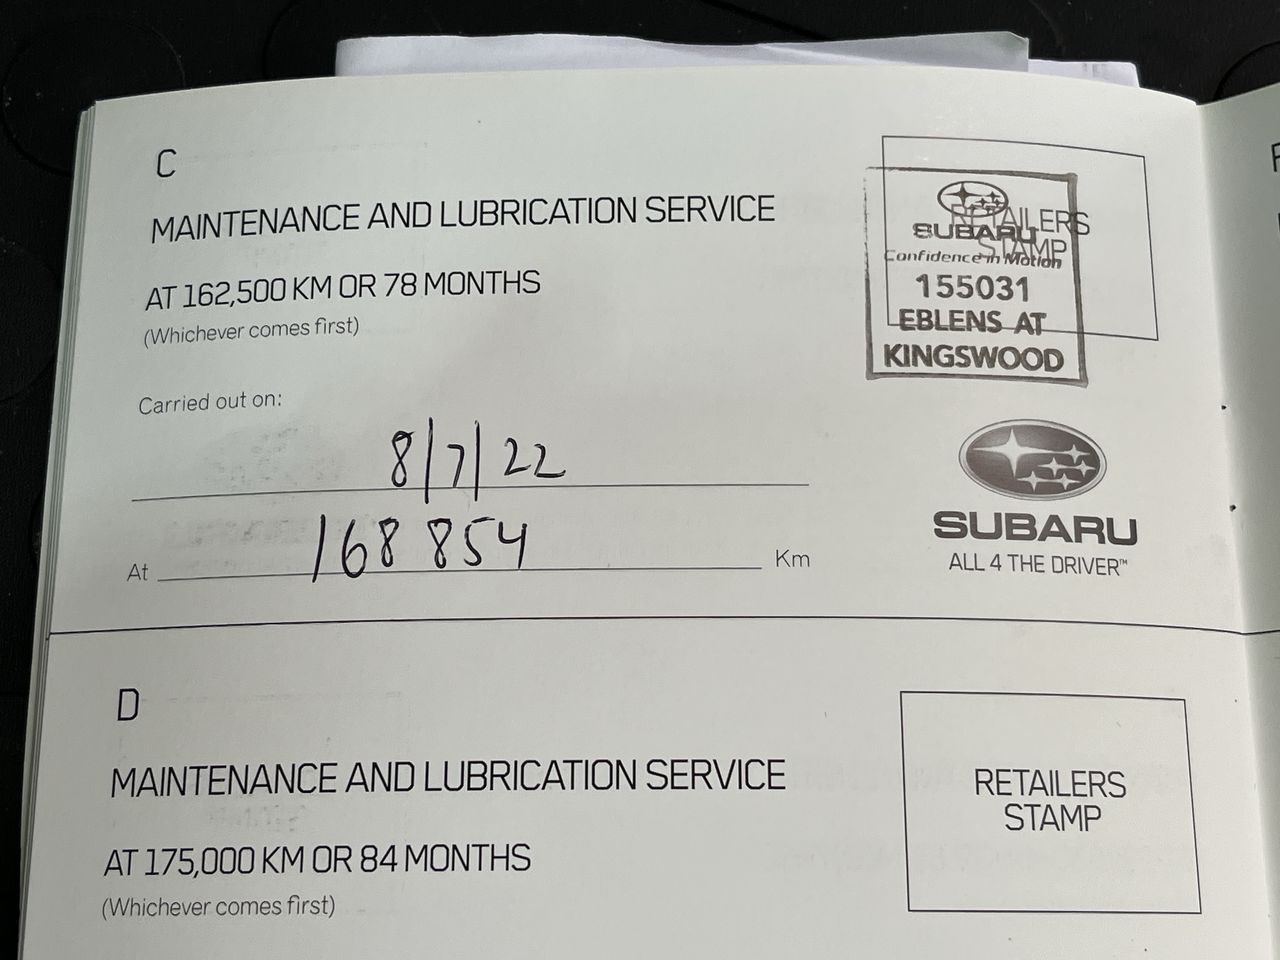 C
MAINTENANCE AND LUBRICATION SERVICE
AT 162,500 KM OR 78 MONTHS
(Whichever comes first)
Carried out on:
8/7/22
At 168 854 Km
RETAILERS
STAMP
SUBARU
Confidence in Motion
155031
EBLENS AT
KINGSWOOD
SUBARU
ALL 4 THE DRIVER™
D
MAINTENANCE AND LUBRICATION SERVICE
AT 175,000 KM OR 84 MONTHS
(Whichever comes first)
RETAILERS
STAMP